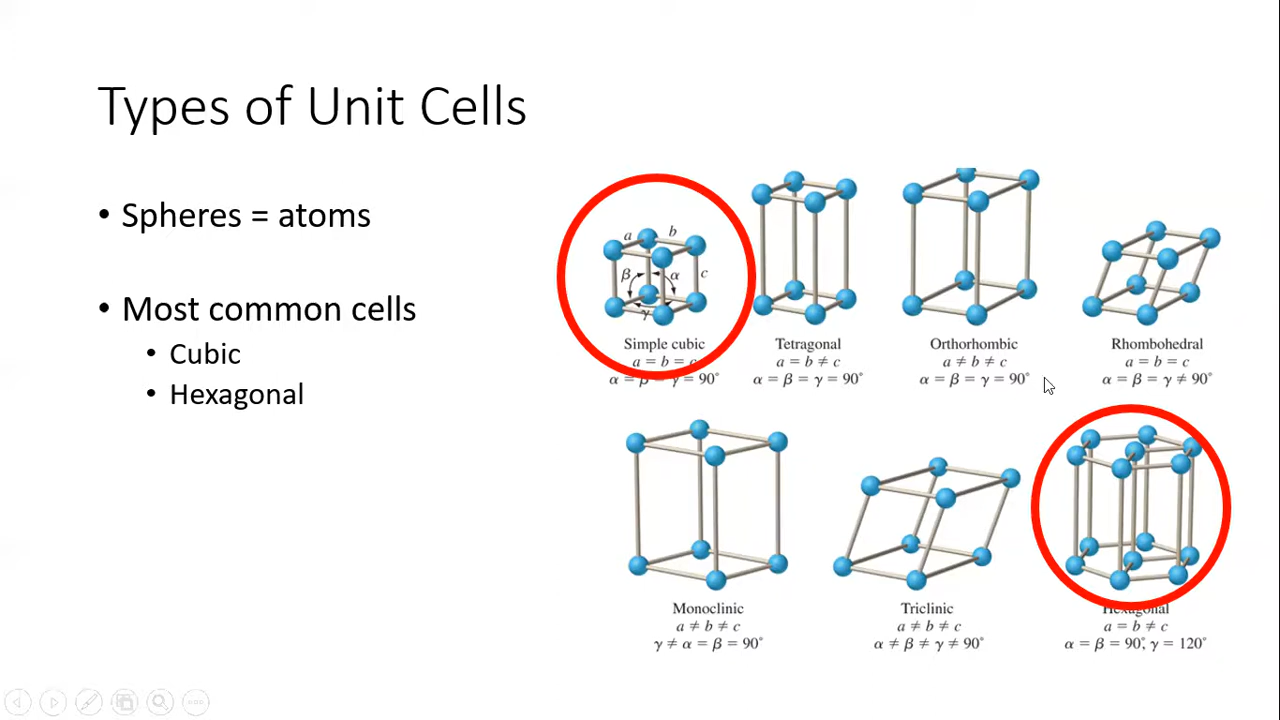 Types of Unit Cells
• Spheres = atoms
• Most common cells
• Cubic
• Hexagonal
a b
β α c
γ
Simple cubic
a = b = c
α = β = γ = 90°
Tetragonal
a = b ≠ c
α = β = γ = 90°
Orthorhombic
a ≠ b ≠ c
α = β = γ = 90°
Rhombohedral
a = b = c
α = β = γ ≠ 90°
Monoclinic
a ≠ b ≠ c
γ ≠ α = β = 90°
Triclinic
a ≠ b ≠ c
α ≠ β ≠ γ ≠ 90°
Hexagonal
a = b ≠ c
α = β = 90°, γ = 120°